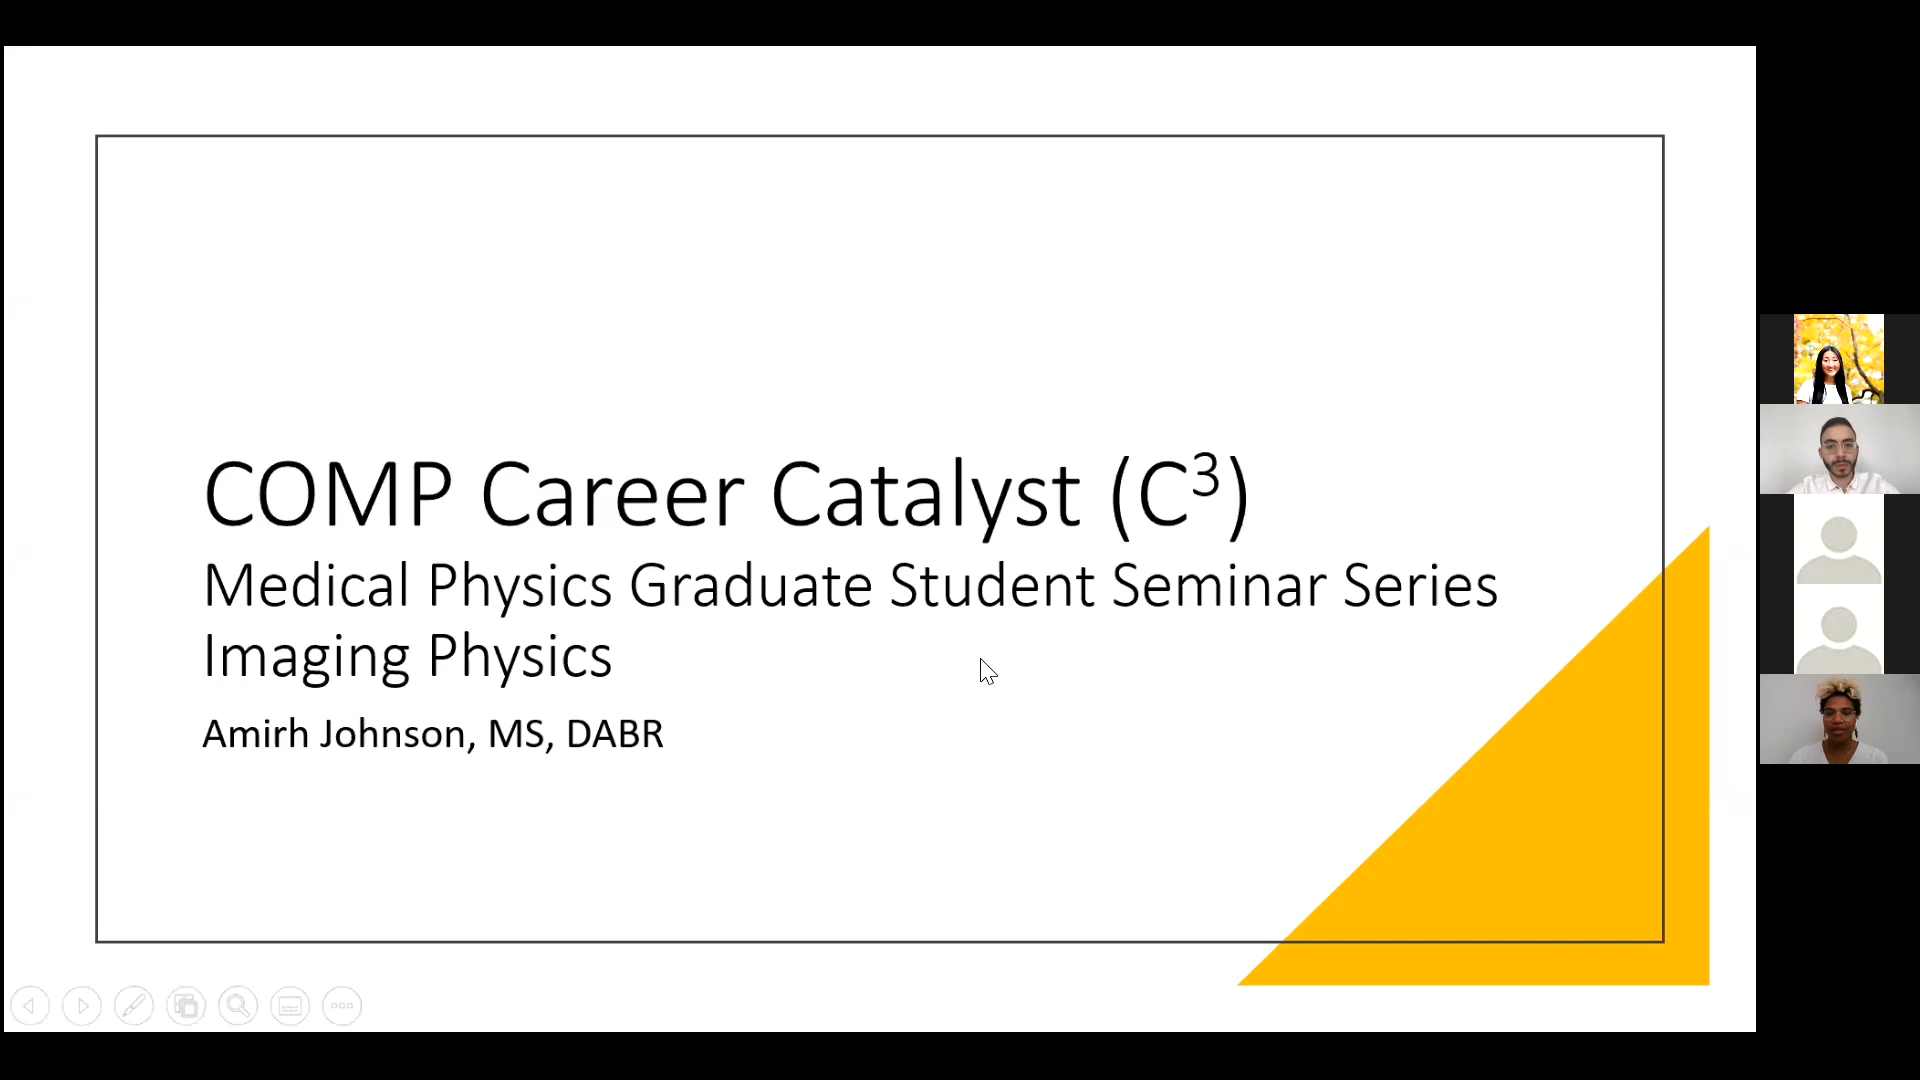 COMP Career Catalyst (C³)
Medical Physics Graduate Student Seminar Series
Imaging Physics
Amirh Johnson, MS, DABR